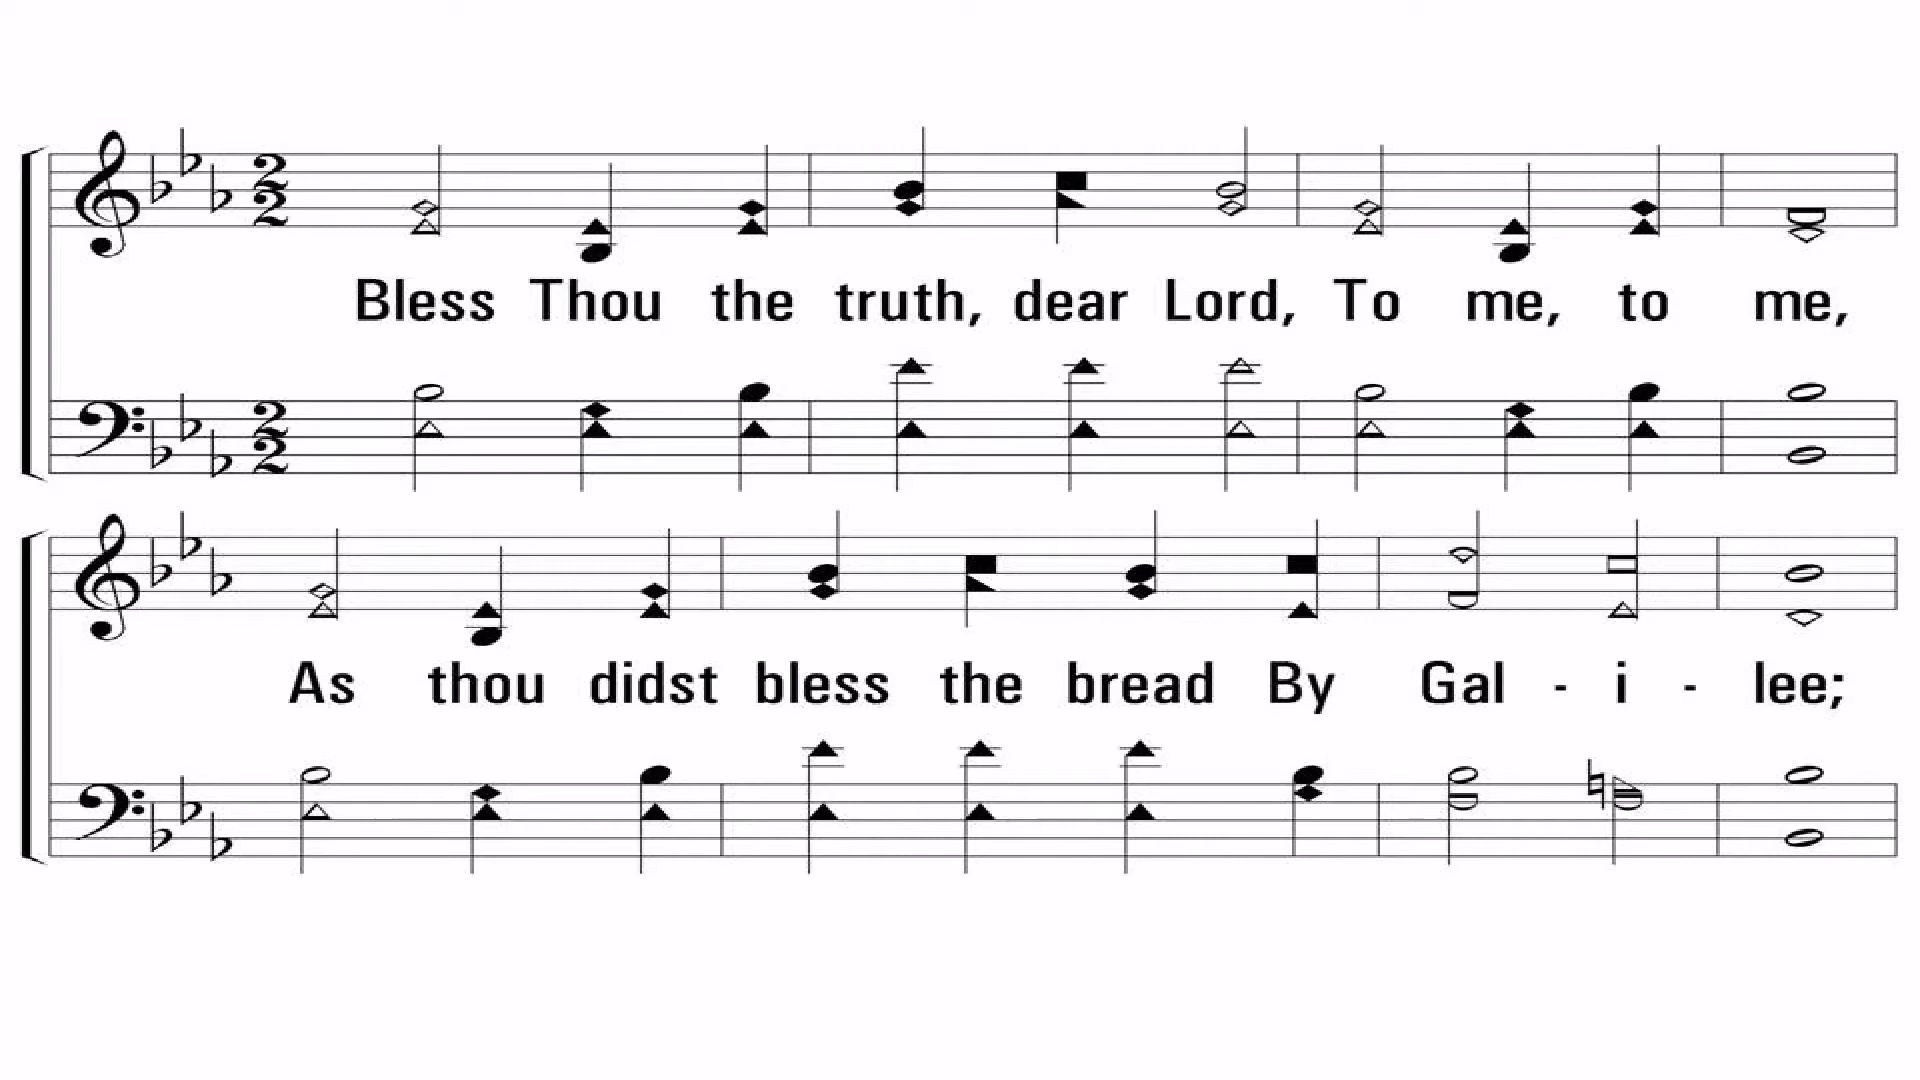 Bless Thou the truth, dear Lord, To me, to me,
As thou didst bless the bread By Gal - i - lee;